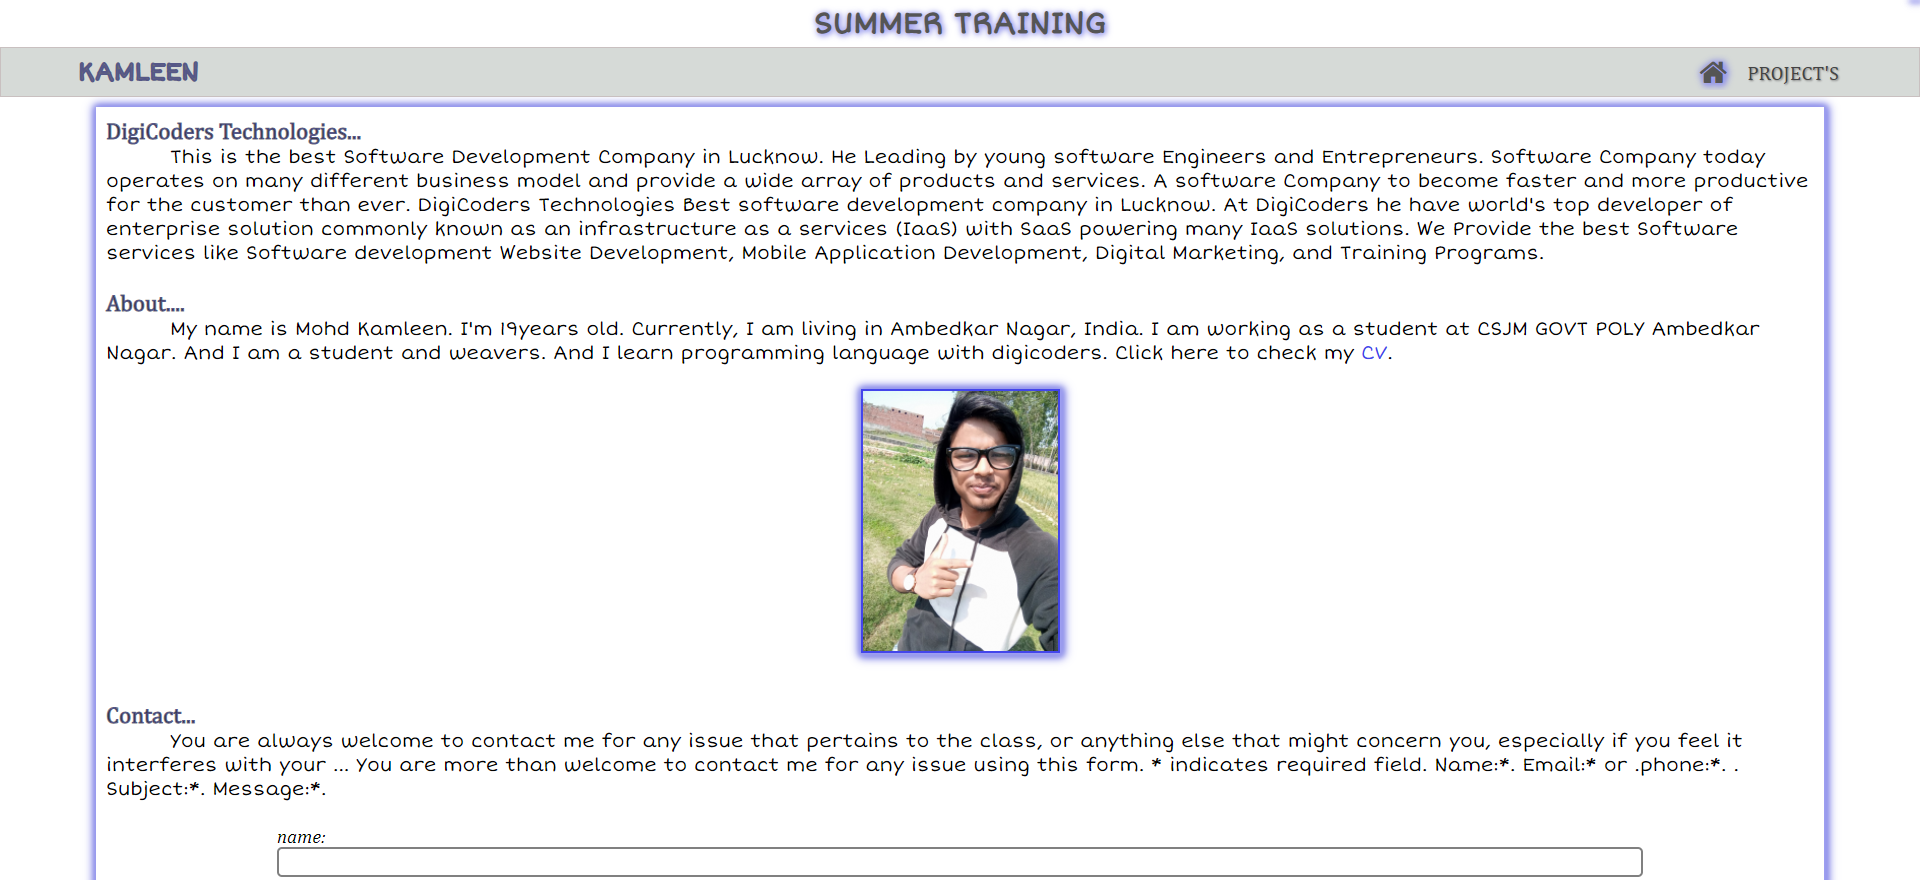 SUMMER TRAINING
KAMLEEN
PROJECT'S
DigiCoders Technologies...
This is the best Software Development Company in Lucknow. He Leading by young software Engineers and Entrepreneurs. Software Company today
operates on many different business model and provide a wide array of products and services. A software Company to become faster and more productive
for the customer than ever. DigiCoders Technologies Best software development company in Lucknow. At DigiCoders he have world's top developer of
enterprise solution commonly known as an infrastructure as a services (IaaS) with SaaS powering many IaaS solutions. We Provide the best Software
services like Software development Website Development, Mobile Application Development, Digital Marketing, and Training Programs.
About....
My name is Mohd Kamleen. I'm 19years old. Currently, I am living in Ambedkar Nagar, India. I am working as a student at CSJM GOVT POLY Ambedkar
Nagar. And I am a student and weavers. And I learn programming language with digicoders. Click here to check my CV.
Contact...
You are always welcome to contact me for any issue that pertains to the class, or anything else that might concern you, especially if you feel it
interferes with your ... You are more than welcome to contact me for any issue using this form. * indicates required field. Name:*. Email:* or .phone:*. .
Subject:*. Message:*.
name: